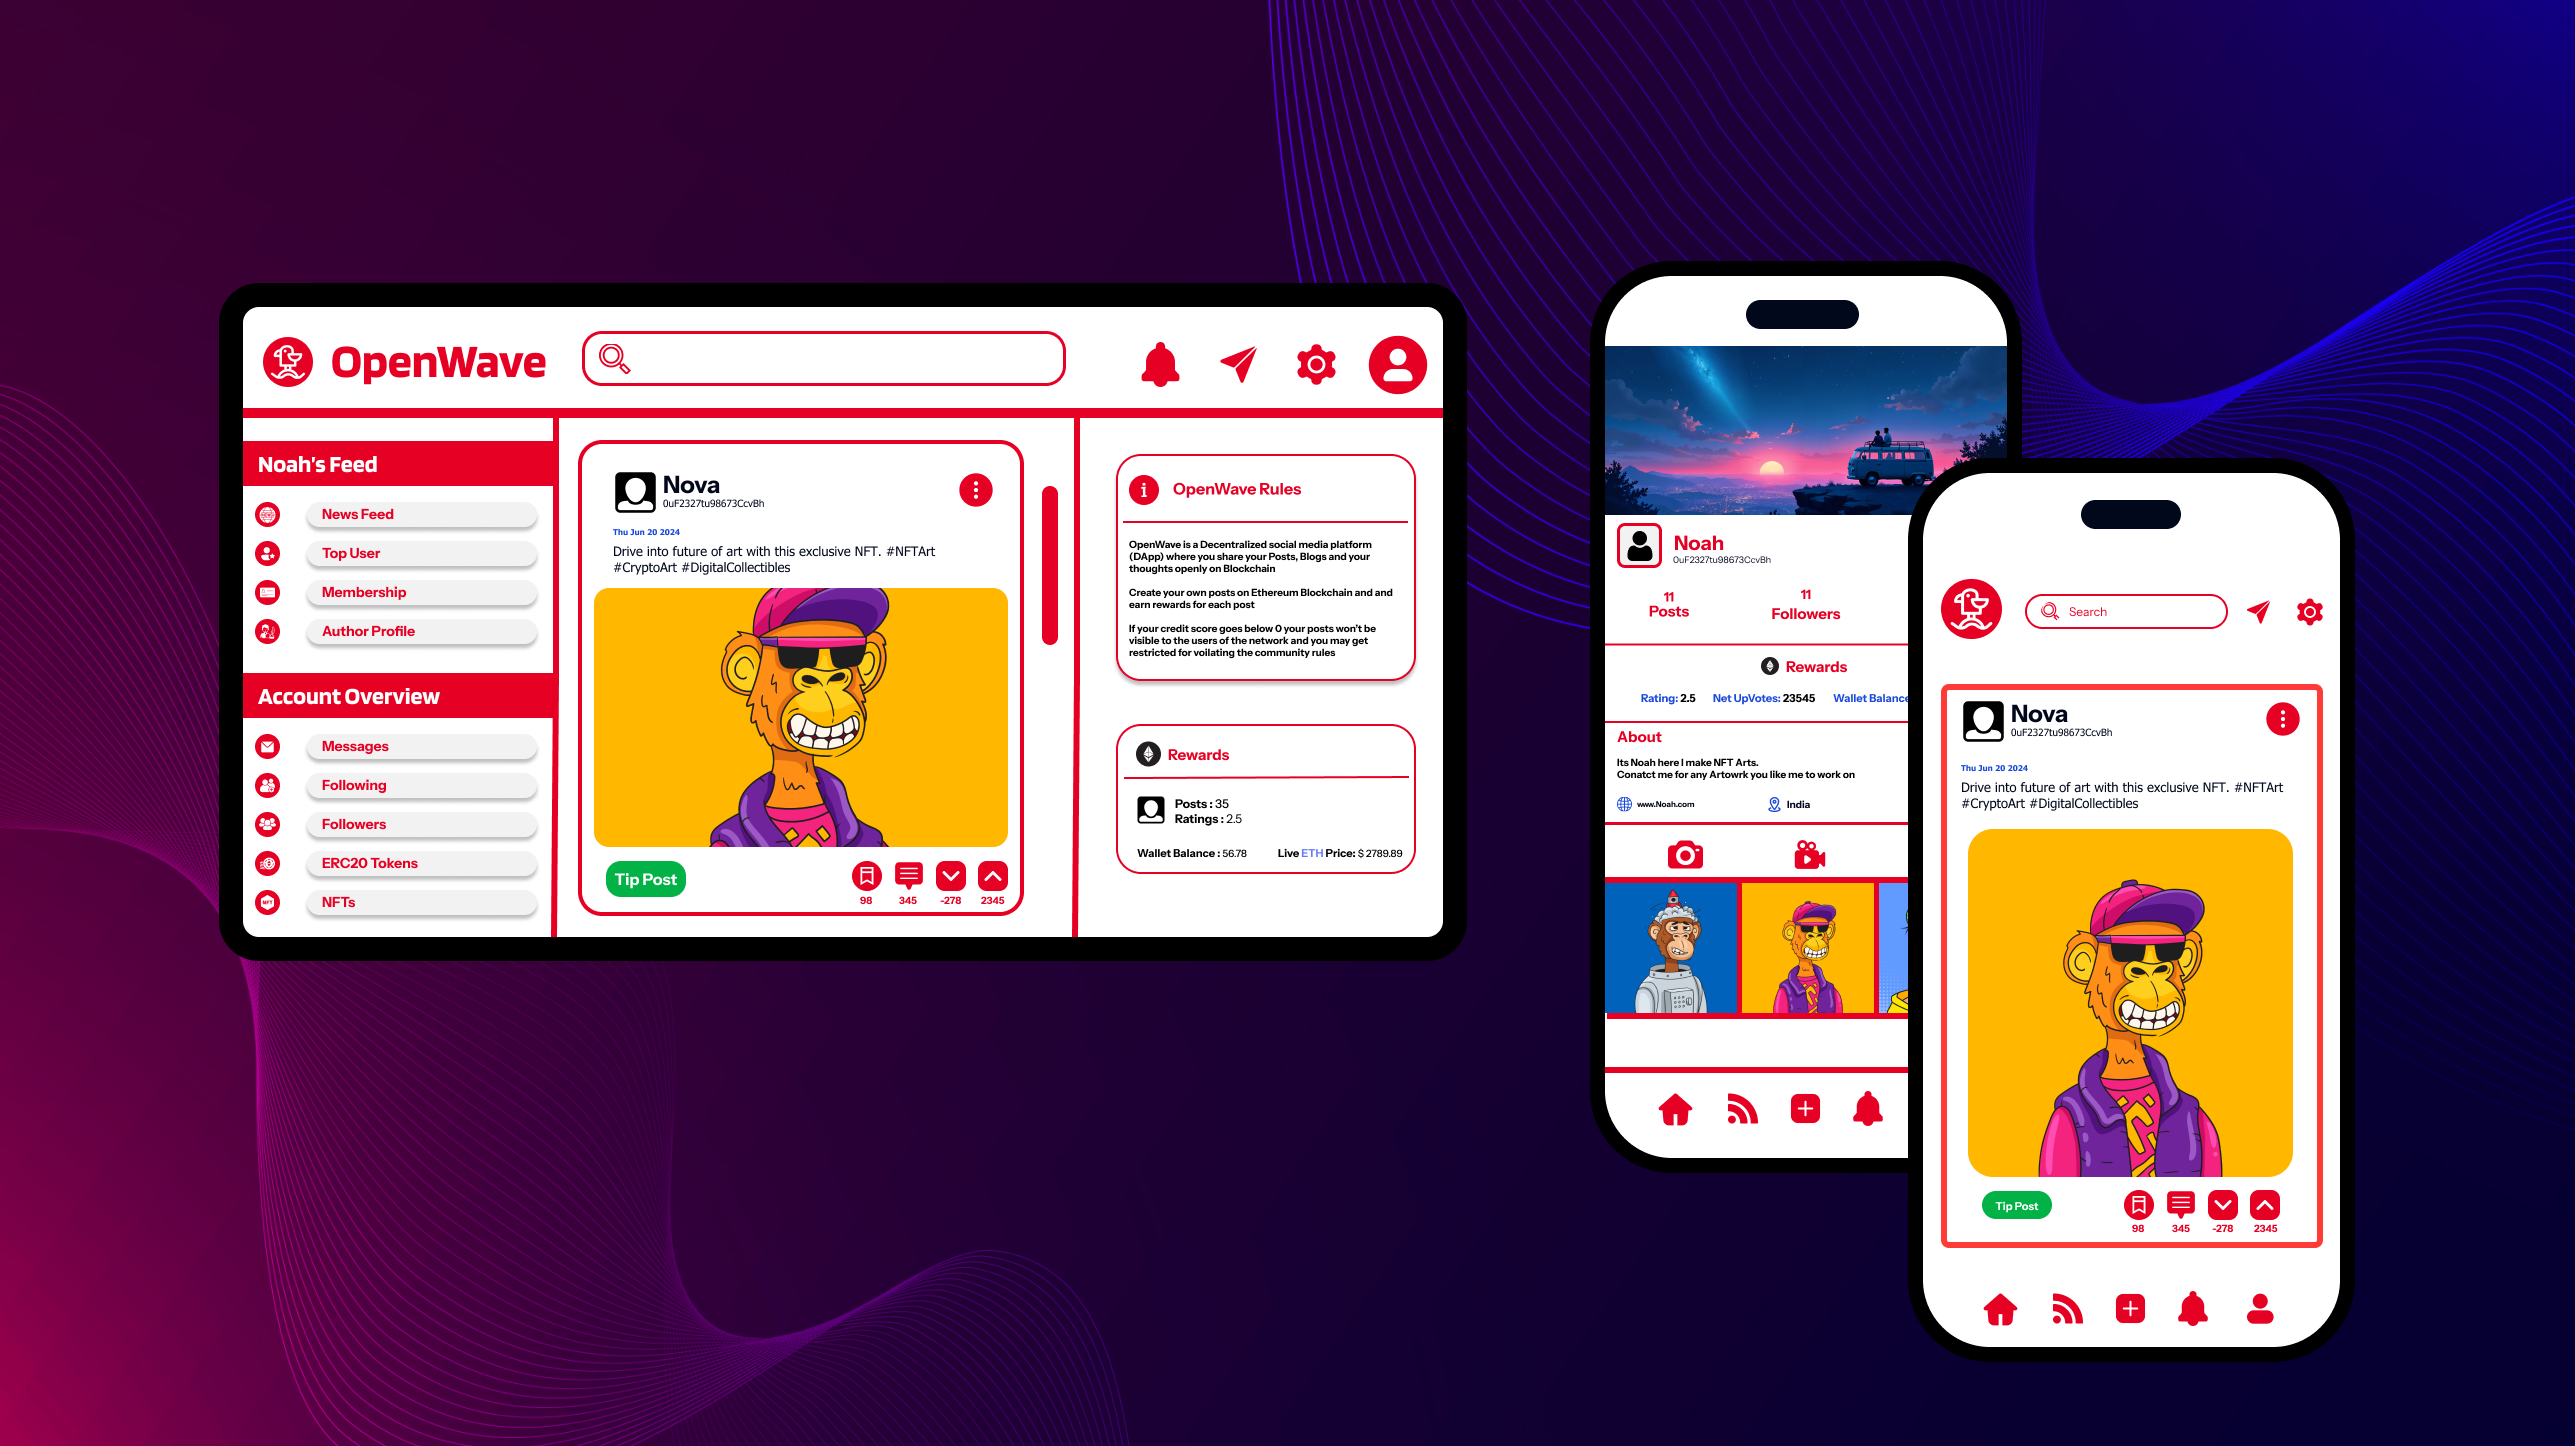 OpenWave
Noah's Feed
News Feed
Top User
Membership
Author Profile
Account Overview
Messages
Following
Followers
ERC20 Tokens
NFT
NFTs
Nova
0uF2327tu98673CcvBh
Thu Jun 20 2024
Drive into future of art with this exclusive NFT. #NFTArt
#CryptoArt #DigitalCollectibles
Tip Post
98
345
-278
2345
OpenWave Rules
OpenWave is a Decentralized social media platform
(DApp) where you share your Posts, Blogs and your
thoughts openly on Blockchain
Create your own posts on Ethereum Blockchain and and
earn rewards for each post
If your credit score goes below 0 your posts won't be
visible to the users of the network and you may get
restricted for voilating the community rules
Rewards
Posts : 35
Ratings : 2.5
Wallet Balance : 56.78
Live ETH Price: $ 2789.89
Noah
0uF2327tu98673CcvBh
11
Posts
11
Followers
Rewards
Rating: 2.5
Net UpVotes: 23545
Wallet Balance
About
Its Noah here I make NFT Arts.
Conatct me for any Artowrk you like me to work on
www.Noah.com
India
Search
Nova
0uF2327tu98673CcvBh
Thu Jun 20 2024
Drive into future of art with this exclusive NFT. #NFTArt
#CryptoArt #DigitalCollectibles
Tip Post
98
345
-278
2345